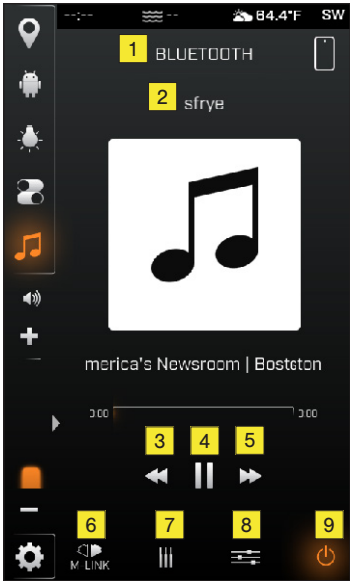 --:-- -- 84.4°F SW
1 BLUETOOTH
2 sfrye
merica's Newsroom | Boston
0:00 0:00
3 4 5
6 7 8 9
M-LINK